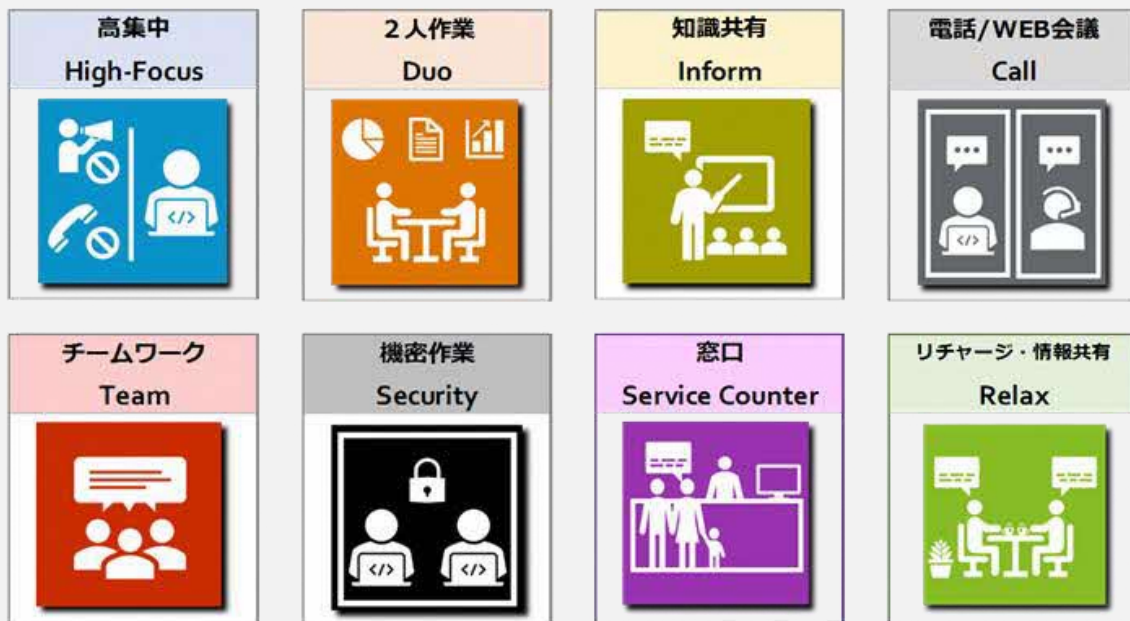 高集中
High-Focus
２人作業
Duo
知識共有
Inform
電話/WEB会議
Call
</>
</>
チームワーク
Team
機密作業
Security
窓口
Service Counter
リチャージ・情報共有
Relax
</>
</>